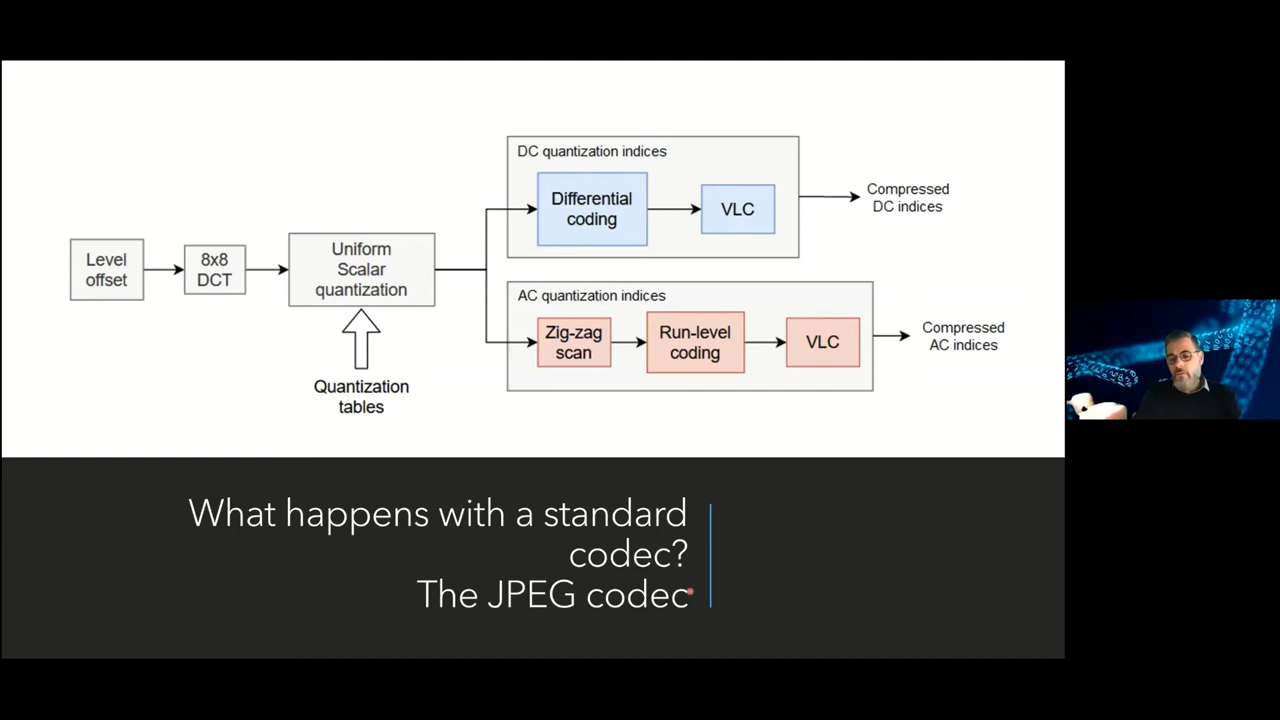 DC quantization indices
Differential
coding
VLC
Compressed
DC indices
Level
offset
8x8
DCT
Uniform
Scalar
quantization
Quantization
tables
AC quantization indices
Zig-zag
scan
Run-level
coding
VLC
Compressed
AC indices
What happens with a standard
codec?
The JPEG codec